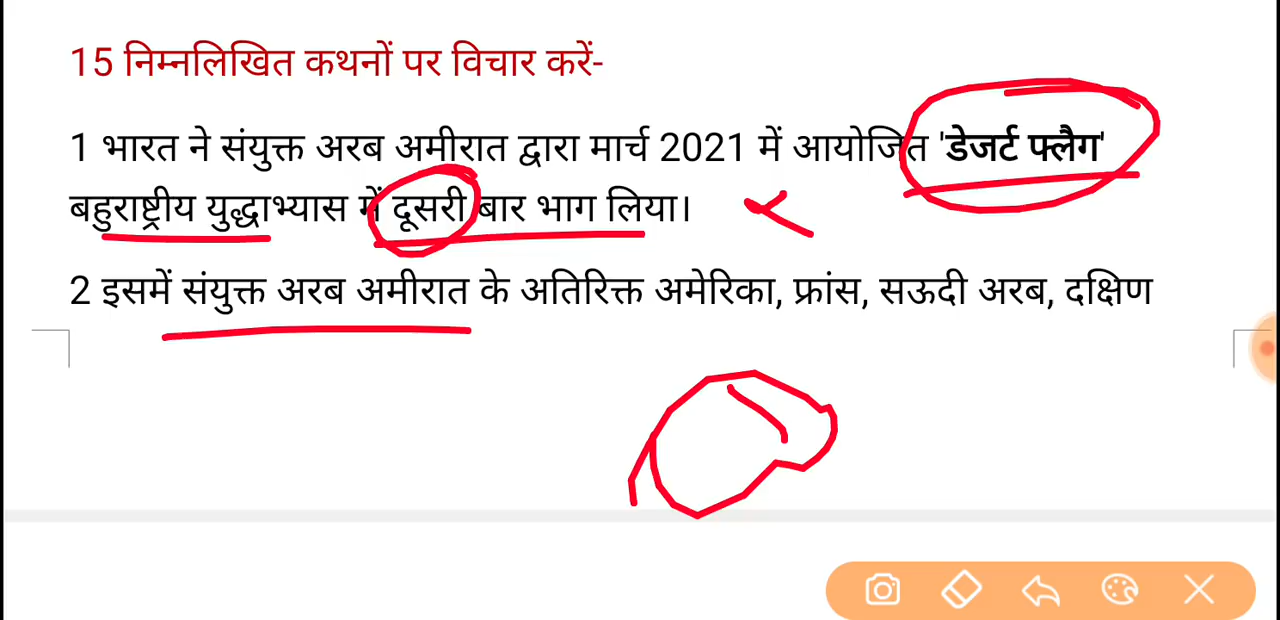 15 निम्नलिखित कथनों पर विचार करें-
1 भारत ने संयुक्त अरब अमीरात द्वारा मार्च 2021 में आयोजित 'डेजर्ट फ्लैग'
बहुराष्ट्रीय युद्धाभ्यास में दूसरी बार भाग लिया।
2 इसमें संयुक्त अरब अमीरात के अतिरिक्त अमेरिका, फ्रांस, सऊदी अरब, दक्षिण